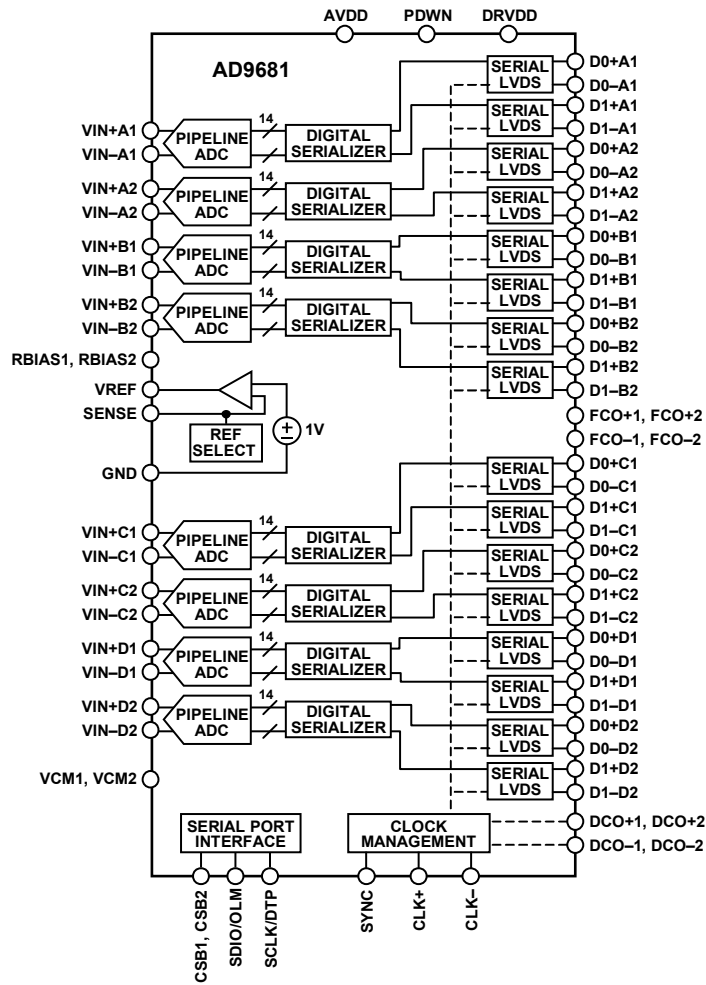 AVDD PDWN DRVDD
AD9681
SERIAL LVDS D0+A1
D0–A1
SERIAL LVDS D1+A1
D1–A1
VIN+A1 PIPELINE ADC 14 DIGITAL SERIALIZER
VIN–A1
SERIAL LVDS D0+A2
D0–A2
VIN+A2 PIPELINE ADC 14 DIGITAL SERIALIZER
VIN–A2
SERIAL LVDS D1+A2
D1–A2
VIN+B1 PIPELINE ADC 14 DIGITAL SERIALIZER
VIN–B1
SERIAL LVDS D0+B1
D0–B1
SERIAL LVDS D1+B1
D1–B1
VIN+B2 PIPELINE ADC 14 DIGITAL SERIALIZER
VIN–B2
SERIAL LVDS D0+B2
D0–B2
SERIAL LVDS D1+B2
D1–B2
RBIAS1, RBIAS2
VREF
SENSE
REF SELECT
+
–
1V
GND
FCO+1, FCO+2
FCO–1, FCO–2
SERIAL LVDS D0+C1
D0–C1
SERIAL LVDS D1+C1
D1–C1
VIN+C1 PIPELINE ADC 14 DIGITAL SERIALIZER
VIN–C1
SERIAL LVDS D0+C2
D0–C2
VIN+C2 PIPELINE ADC 14 DIGITAL SERIALIZER
VIN–C2
SERIAL LVDS D1+C2
D1–C2
VIN+D1 PIPELINE ADC 14 DIGITAL SERIALIZER
VIN–D1
SERIAL LVDS D0+D1
D0–D1
SERIAL LVDS D1+D1
D1–D1
VIN+D2 PIPELINE ADC 14 DIGITAL SERIALIZER
VIN–D2
SERIAL LVDS D0+D2
D0–D2
SERIAL LVDS D1+D2
D1–D2
VCM1, VCM2
SERIAL PORT INTERFACE
CLOCK MANAGEMENT
DCO+1, DCO+2
DCO–1, DCO–2
CSB1, CSB2
SDIO/OLM
SCLK/DTP
SYNC
CLK+
CLK–